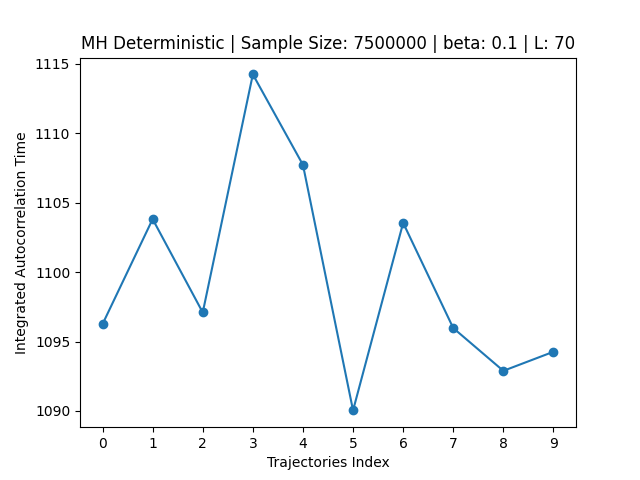 MH Deterministic | Sample Size: 7500000 | beta: 0.1 | L: 70
1115
1110
1105
1100
1095
1090
Integrated Autocorrelation Time
0 1 2 3 4 5 6 7 8 9
Trajectories Index